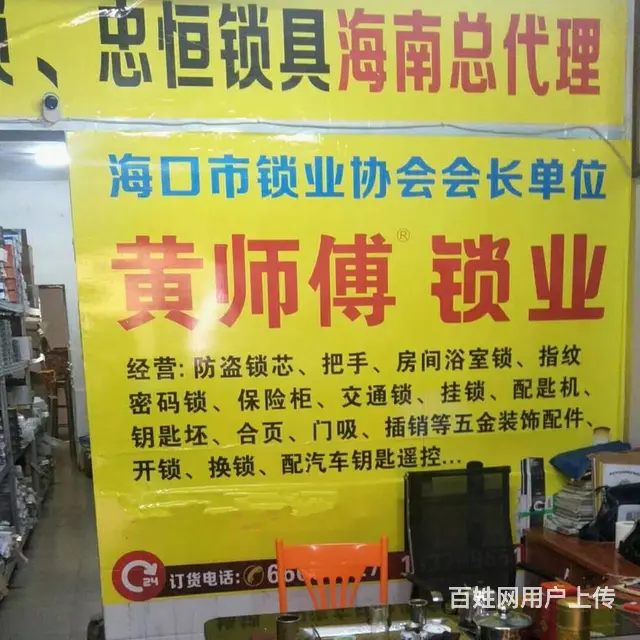 、忠恒锁具海南总代理
海口市锁业协会会长单位
黄师傅® 锁业
经营:防盗锁芯、把手、房间浴室锁、指纹
密码锁、保险柜、交通锁、挂锁、配匙机、
钥匙坯、合页、门吸、插销等五金装饰配件、
开锁、换锁、配汽车钥匙遥控...
24 订货电话:
百姓网用户上传